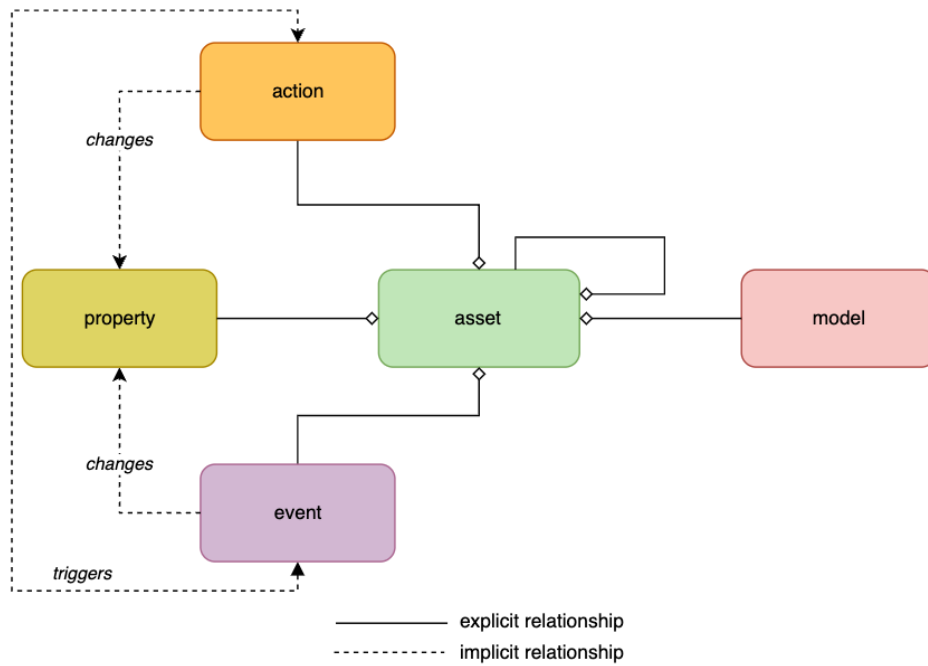 action
changes
property
asset
model
changes
event
triggers
explicit relationship
implicit relationship